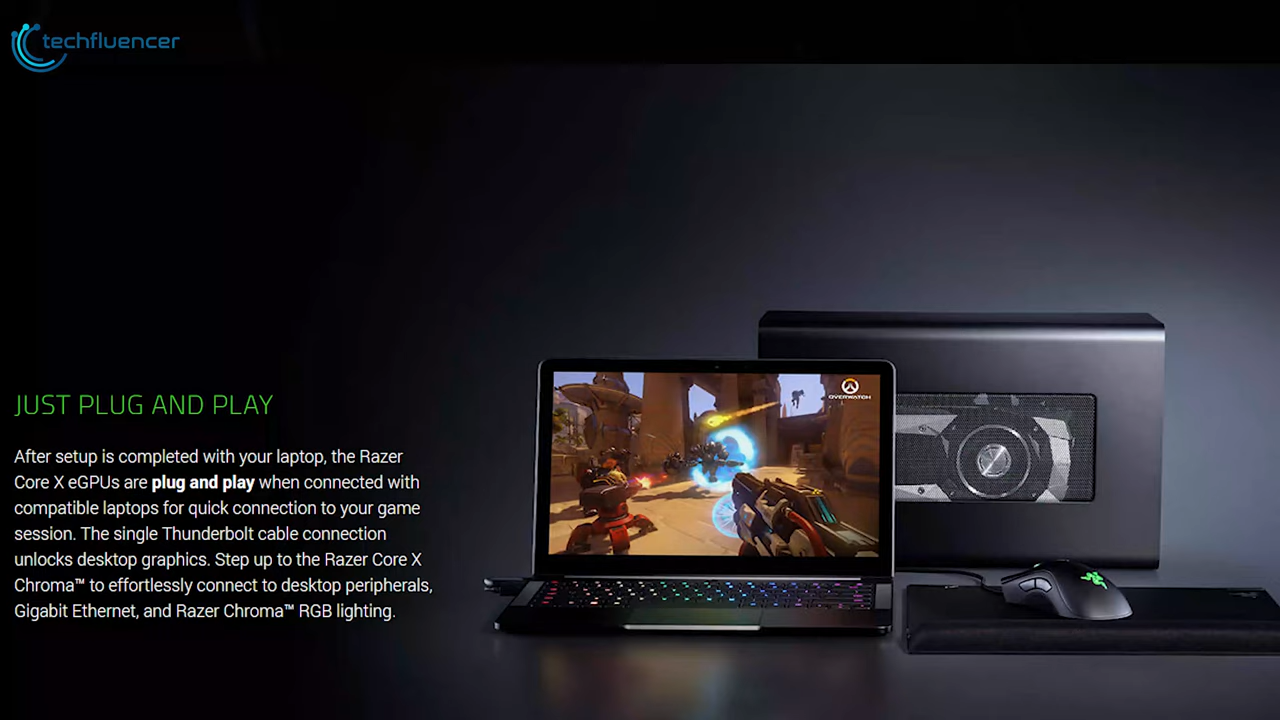 techfluencer
OVERWATCH
JUST PLUG AND PLAY
After setup is completed with your laptop, the Razer
Core X eGPUs are plug and play when connected with
compatible laptops for quick connection to your game
session. The single Thunderbolt cable connection
unlocks desktop graphics. Step up to the Razer Core X
Chroma™ to effortlessly connect to desktop peripherals,
Gigabit Ethernet, and Razer Chroma™ RGB lighting.